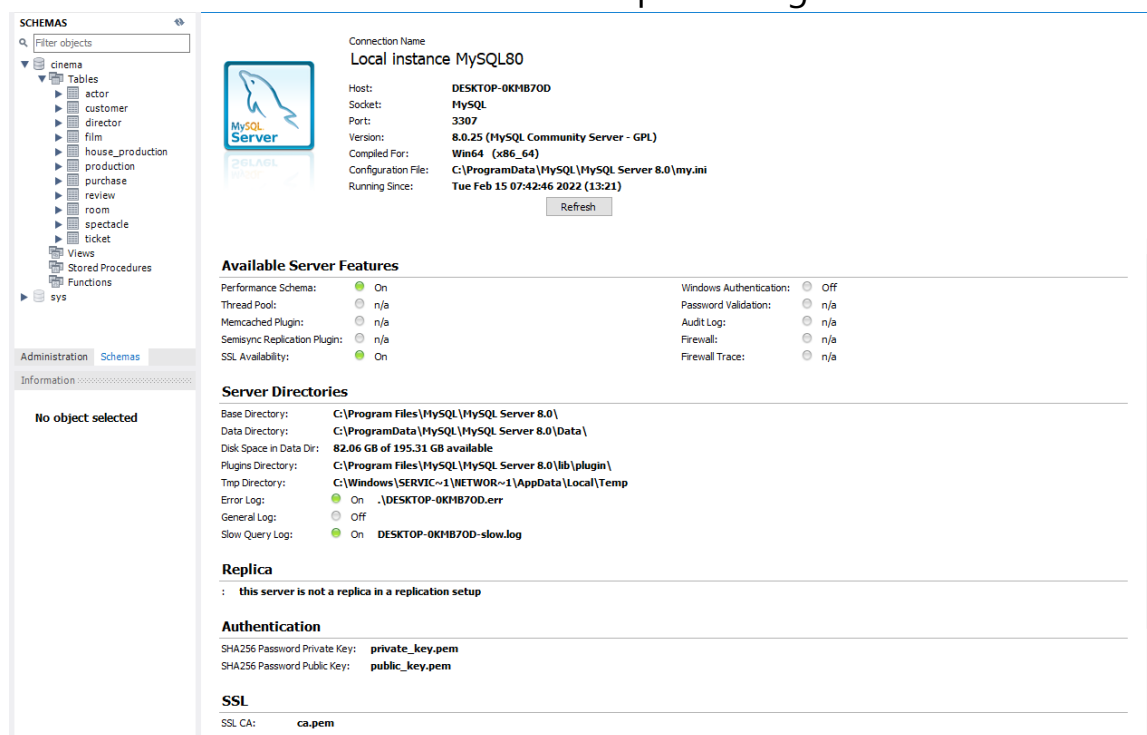 SCHEMAS
Filter objects
cinema
Tables
actor
customer
director
film
house_production
production
purchase
review
room
spectacle
ticket
Views
Stored Procedures
Functions
sys
Administration Schemas
Information
No object selected
Connection Name
Local instance MySQL80
MySQL
Server
Host: DESKTOP-0KMB7OD
Socket: MySQL
Port: 3307
Version: 8.0.25 (MySQL Community Server - GPL)
Compiled For: Win64 (x86_64)
Configuration File: C:\ProgramData\MySQL\MySQL Server 8.0\my.ini
Running Since: Tue Feb 15 07:42:46 2022 (13:21)
Refresh
Available Server Features
Performance Schema: On Windows Authentication: Off
Thread Pool: n/a Password Validation: n/a
Memcached Plugin: n/a Audit Log: n/a
Semisync Replication Plugin: n/a Firewall: n/a
SSL Availability: On Firewall Trace: n/a
Server Directories
Base Directory: C:\Program Files\MySQL\MySQL Server 8.0\
Data Directory: C:\ProgramData\MySQL\MySQL Server 8.0\Data\
Disk Space in Data Dir: 82.06 GB of 195.31 GB available
Plugins Directory: C:\Program Files\MySQL\MySQL Server 8.0\lib\plugin\
Tmp Directory: C:\Windows\SERVIC~1\NETWOR~1\AppData\Local\Temp
Error Log: On .\DESKTOP-0KMB7OD.err
General Log: Off
Slow Query Log: On DESKTOP-0KMB7OD-slow.log
Replica
: this server is not a replica in a replication setup
Authentication
SHA256 Password Private Key: private_key.pem
SHA256 Password Public Key: public_key.pem
SSL
SSL CA: ca.pem